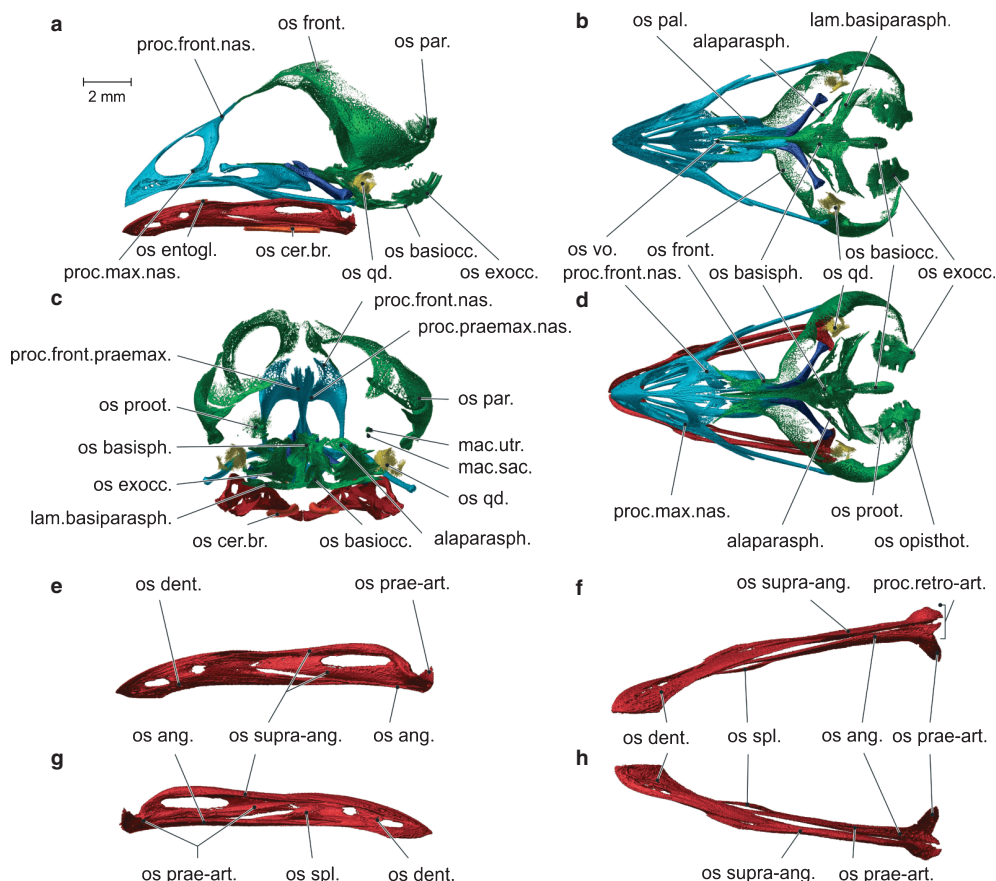 a
os front.
proc.front.nas.
os par.
2 mm
os entogl.
os cer.br.
os basiocc.
proc.max.nas.
os qd.
os exocc.
b
os pal.
lam.basiparasph.
alaparasph.
os vo.
os front.
os basiocc.
proc.front.nas.
os basisph.
os qd.
os exocc.
c
proc.front.nas.
proc.praemax.nas.
proc.front.praemax.
os proot.
os par.
os basisph.
mac.utr.
mac.sac.
os exocc.
os qd.
lam.basiparasph.
os cer.br.
os basiocc.
alaparasph.
d
proc.max.nas.
os proot.
alaparasph.
os opisthot.
e
os dent.
os prae-art.
os ang.
os supra-ang.
os ang.
f
os supra-ang.
proc.retro-art.
os dent.
os spl.
os ang.
os prae-art.
g
os prae-art.
os spl.
os dent.
h
os supra-ang.
os prae-art.